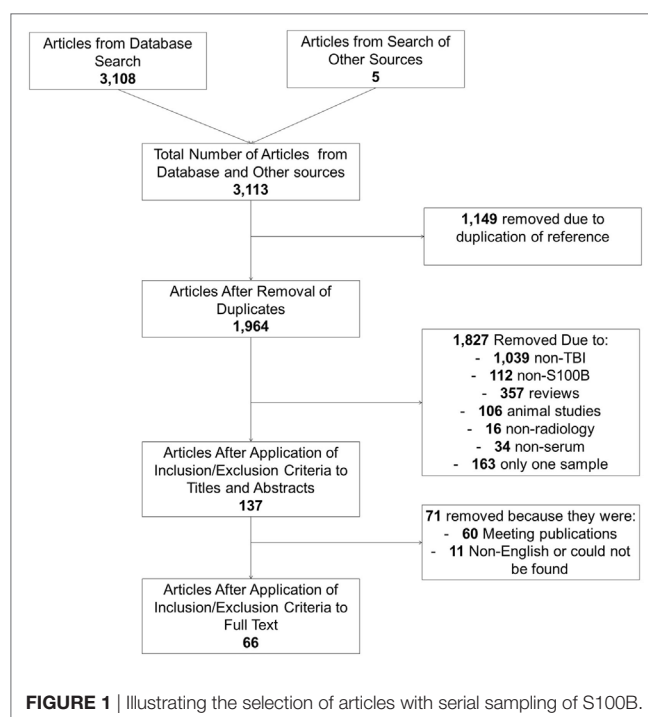 Articles from Database
Search
3,108
Articles from Search of
Other Sources
5
Total Number of Articles from
Database and Other sources
3,113
1,149 removed due to
duplication of reference
Articles After Removal of
Duplicates
1,964
1,827 Removed Due to:
- 1,039 non-TBI
- 112 non-S100B
- 357 reviews
- 106 animal studies
- 16 non-radiology
- 34 non-serum
- 163 only one sample
Articles After Application of
Inclusion/Exclusion Criteria to
Titles and Abstracts
137
71 removed because they were:
- 60 Meeting publications
- 11 Non-English or could not
be found
Articles After Application of
Inclusion/Exclusion Criteria to
Full Text
66
FIGURE 1 | Illustrating the selection of articles with serial sampling of S100B.